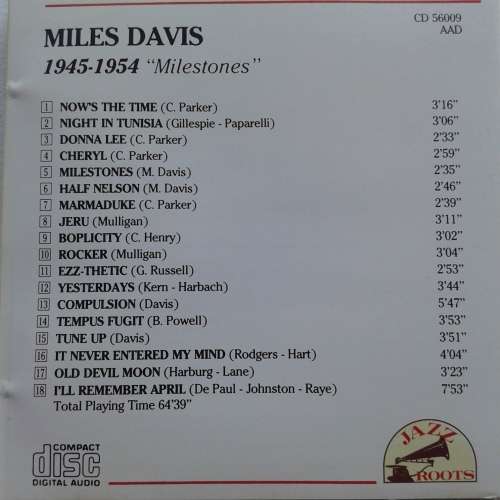 CD 56009
MILES DAVIS
AAD
1945-1954 "Milestones"
1 NOW'S THE TIME (C. Parker) 3'16"
2 NIGHT IN TUNISIA (Gillespie - Paparelli) 3'06"
3 DONNA LEE (C. Parker) 2'33"
4 CHERYL (C. Parker) 2'59"
5 MILESTONES (M. Davis) 2'35"
6 HALF NELSON (M. Davis) 2'46"
7 MARMADUKE (C. Parker) 2'39"
8 JERU (Mulligan) 3'11"
9 BOPLICITY (C. Henry) 3'02"
10 ROCKER (Mulligan) 3'04"
11 EZZ-THETIC (G. Russell) 2'53"
12 YESTERDAYS (Kern - Harbach) 3'44"
13 COMPULSION (Davis) 5'47"
14 TEMPUS FUGIT (B. Powell) 3'53"
15 TUNE UP (Davis) 3'51"
16 IT NEVER ENTERED MY MIND (Rodgers - Hart) 4'04"
17 OLD DEVIL MOON (Harburg - Lane) 3'23"
18 I'LL REMEMBER APRIL (De Paul - Johnston - Raye) 7'53"
Total Playing Time 64'39"
COMPACT
disc
DIGITAL AUDIO
JAZZ
ROOTS